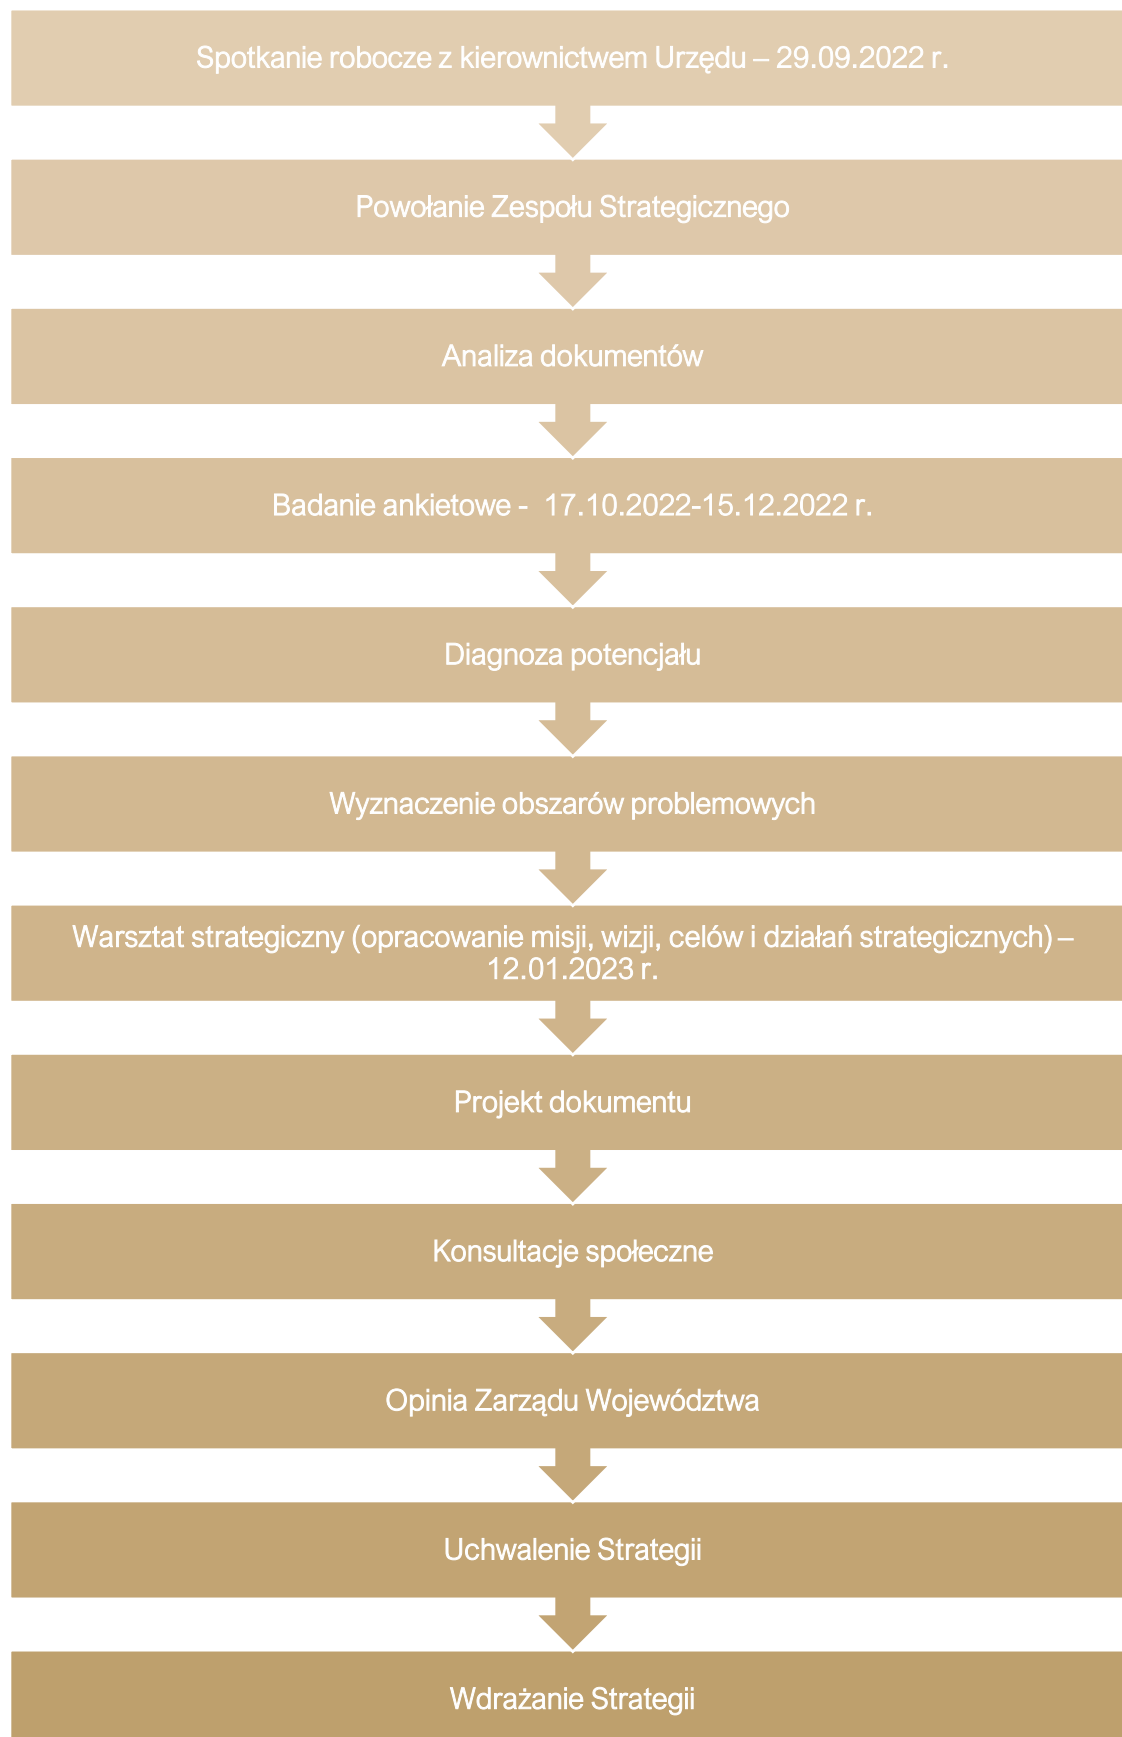 Spotkanie robocze z kierownictwem Urzędu – 29.09.2022 r.
Powołanie Zespołu Strategicznego
Analiza dokumentów
Badanie ankietowe -  17.10.2022-15.12.2022 r.
Diagnoza potencjału
Wyznaczenie obszarów problemowych
Warsztat strategiczny (opracowanie misji, wizji, celów i działań strategicznych) –
12.01.2023 r.
Projekt dokumentu
Konsultacje społeczne
Opinia Zarządu Województwa
Uchwalenie Strategii
Wdrażanie Strategii